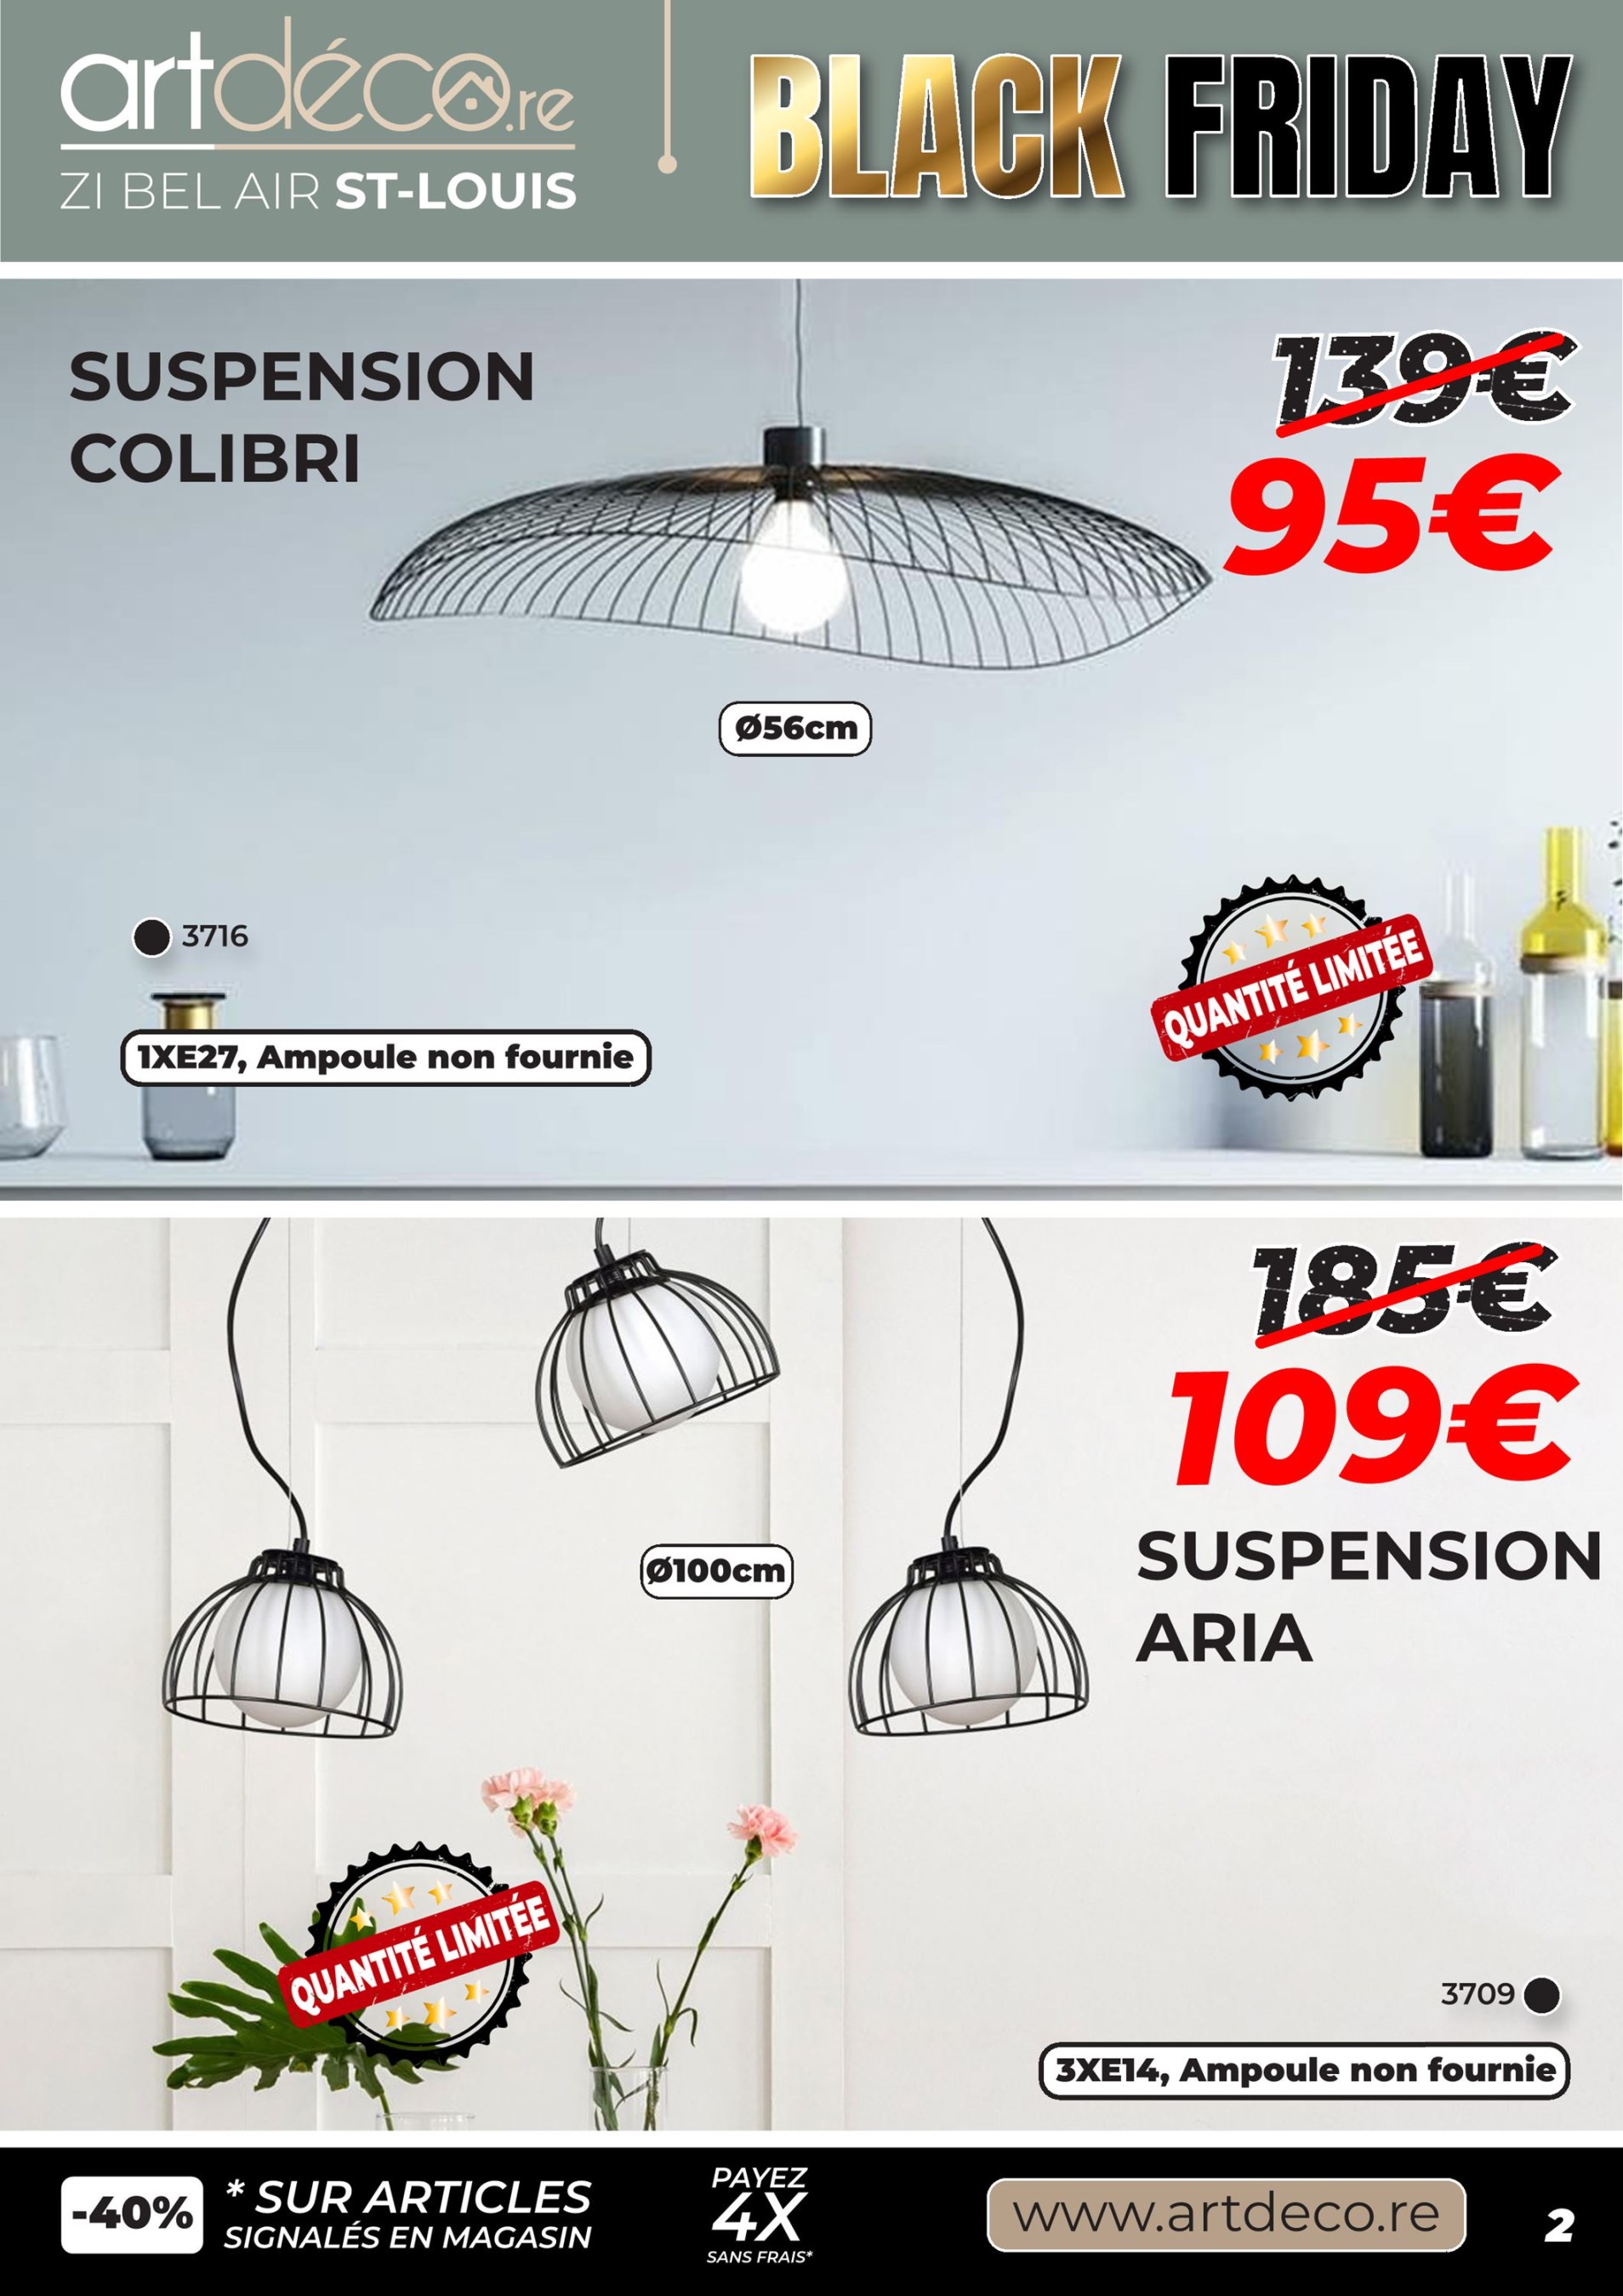 artdéco.re
ZI BEL AIR ST-LOUIS
BLACK FRIDAY
SUSPENSION
COLIBRI
139€
95€
Ø56cm
3716
QUANTITÉ LIMITÉE
1XE27, Ampoule non fournie
185€
109€
SUSPENSION
ARIA
Ø100cm
QUANTITÉ LIMITÉE
3709
3XE14, Ampoule non fournie
-40%
* SUR ARTICLES
SIGNALÉS EN MAGASIN
PAYEZ
4X
SANS FRAIS*
www.artdeco.re
2